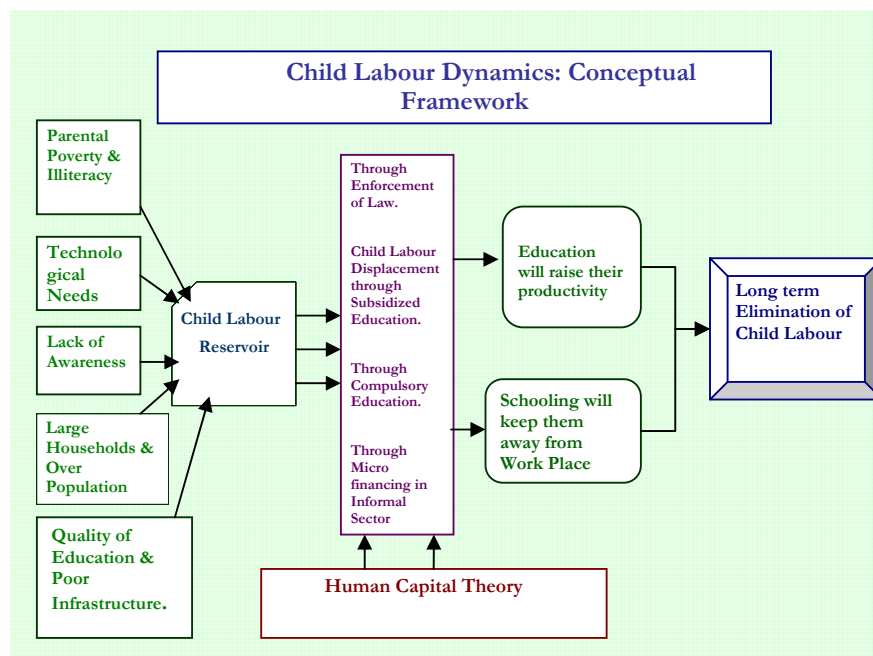 Child Labour Dynamics: Conceptual
Framework
Parental
Poverty &
Illiteracy
Technolo
gical
Needs
Lack of
Awareness
Large
Households &
Over
Population
Quality of
Education &
Poor
Infrastructure.
Child Labour
Reservoir
Through
Enforcement
of Law.
Child Labour
Displacement
through
Subsidized
Education.
Through
Compulsory
Education.
Through
Micro
financing in
Informal
Sector
Education
will raise their
productivity
Schooling will
keep them
away from
Work Place
Long term
Elimination of
Child Labour
Human Capital Theory